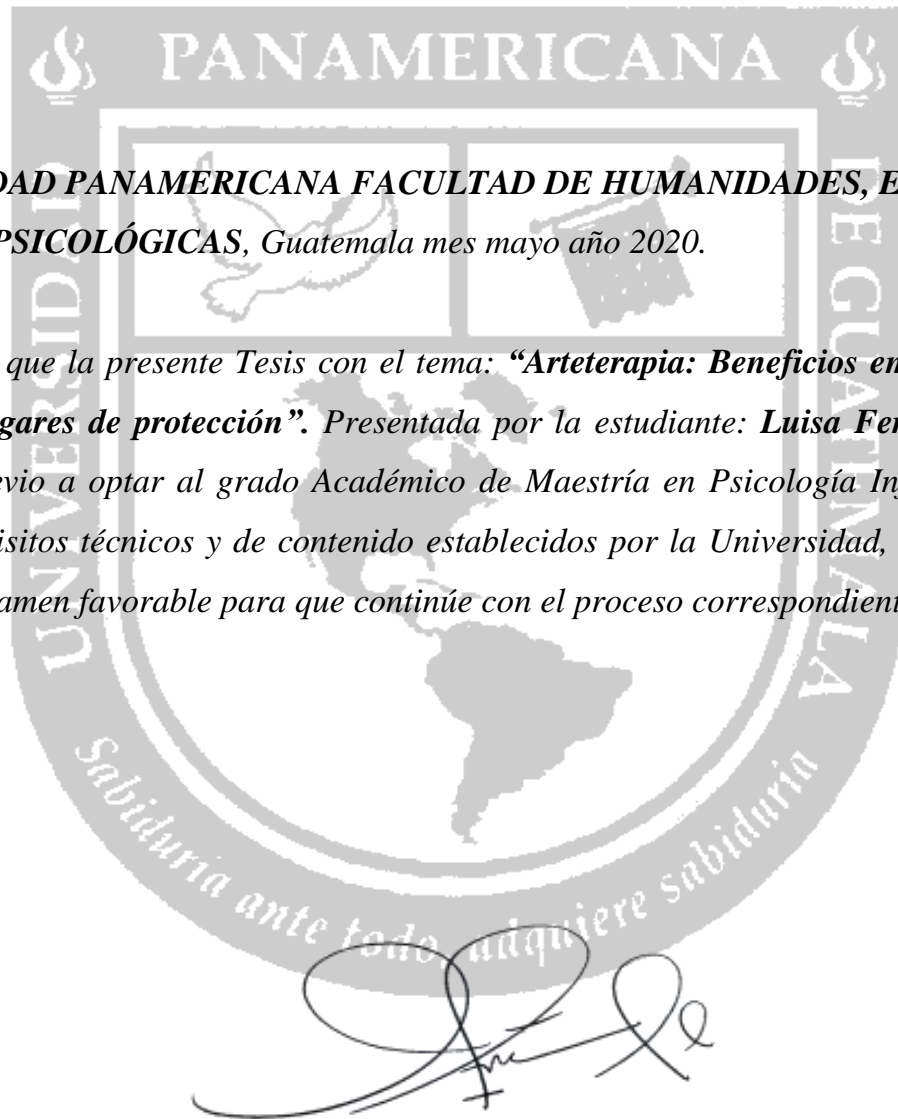 PANAMERICANA
UNIVERSIDAD
DE GUATEMALA
DAD PANAMERICANA FACULTAD DE HUMANIDADES, E
PSICOLÓGICAS, Guatemala mes mayo año 2020.
que la presente Tesis con el tema: “Arteterapia: Beneficios en
gares de protección”. Presentada por la estudiante: Luisa Fer
evio a optar al grado Académico de Maestría en Psicología In
isitos técnicos y de contenido establecidos por la Universidad,
amen favorable para que continúe con el proceso correspondient
Sabiduría ante todo, adquiere sabiduría